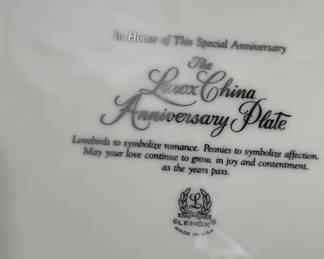 In Honor of This Special Anniversary
The
Lenox China
Anniversary Plate
Lovebirds to symbolize romance. Peonies to symbolize affection.
May your love continue to grow, in joy and contentment,
as the years pass.
L
©LENOX®
MADE IN USA